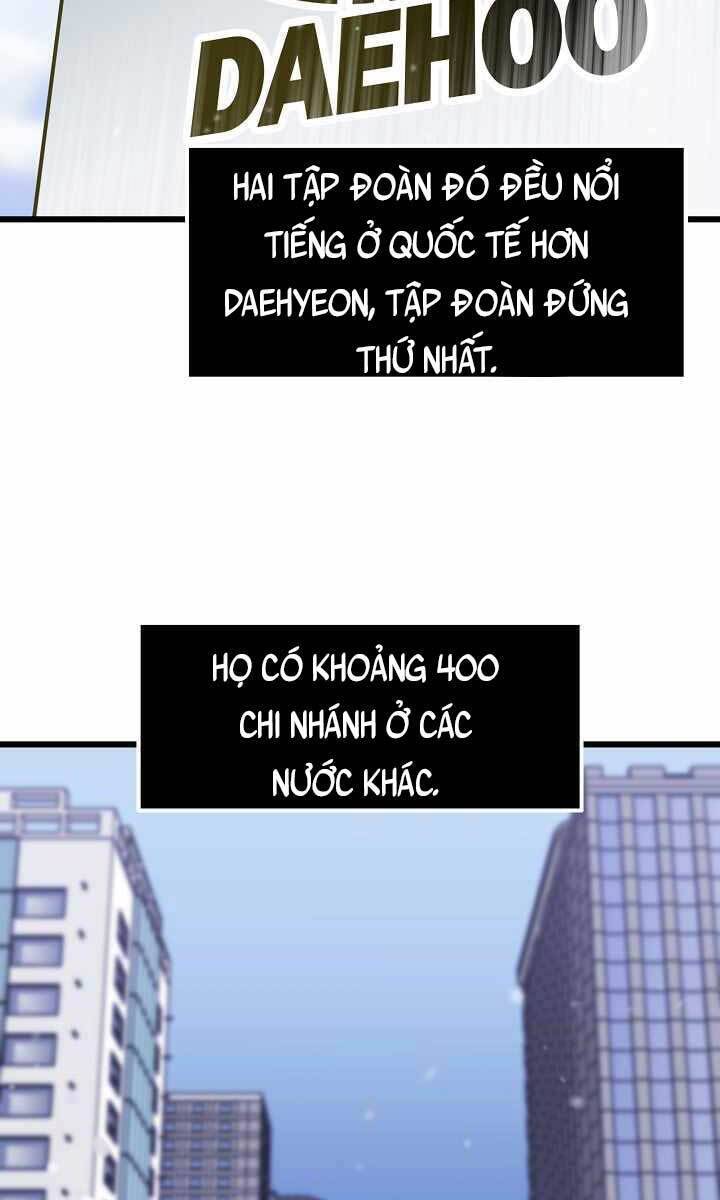 DAEHOO
HAI TẬP ĐOÀN ĐÓ ĐỀU NỔI
TIẾNG Ở QUỐC TẾ HƠN
DAEHYEON, TẬP ĐOÀN ĐỨNG
THỨ NHẤT.
HỌ CÓ KHOẢNG 400
CHI NHÁNH Ở CÁC
NƯỚC KHÁC.